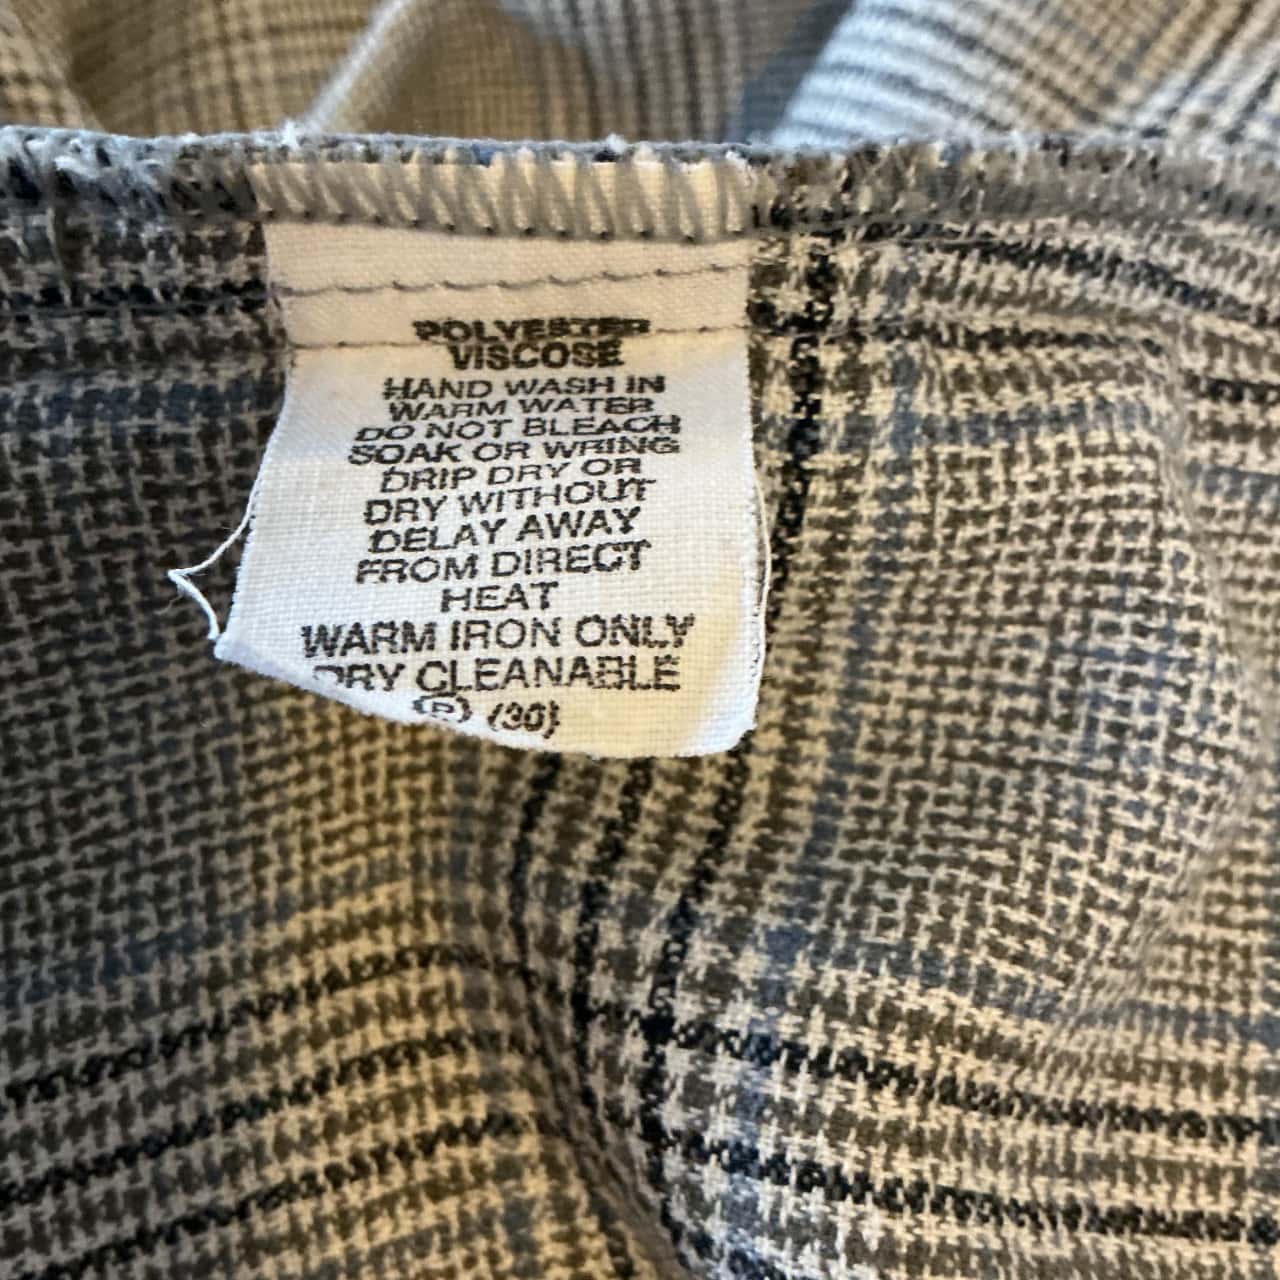 POLYESTER
VISCOSE
HAND WASH IN
WARM WATER
DO NOT BLEACH
SOAK OR WRING
DRIP DRY OR
DRY WITHOUT
DELAY AWAY
FROM DIRECT
HEAT
WARM IRON ONLY
DRY CLEANABLE
Ⓟ (36)